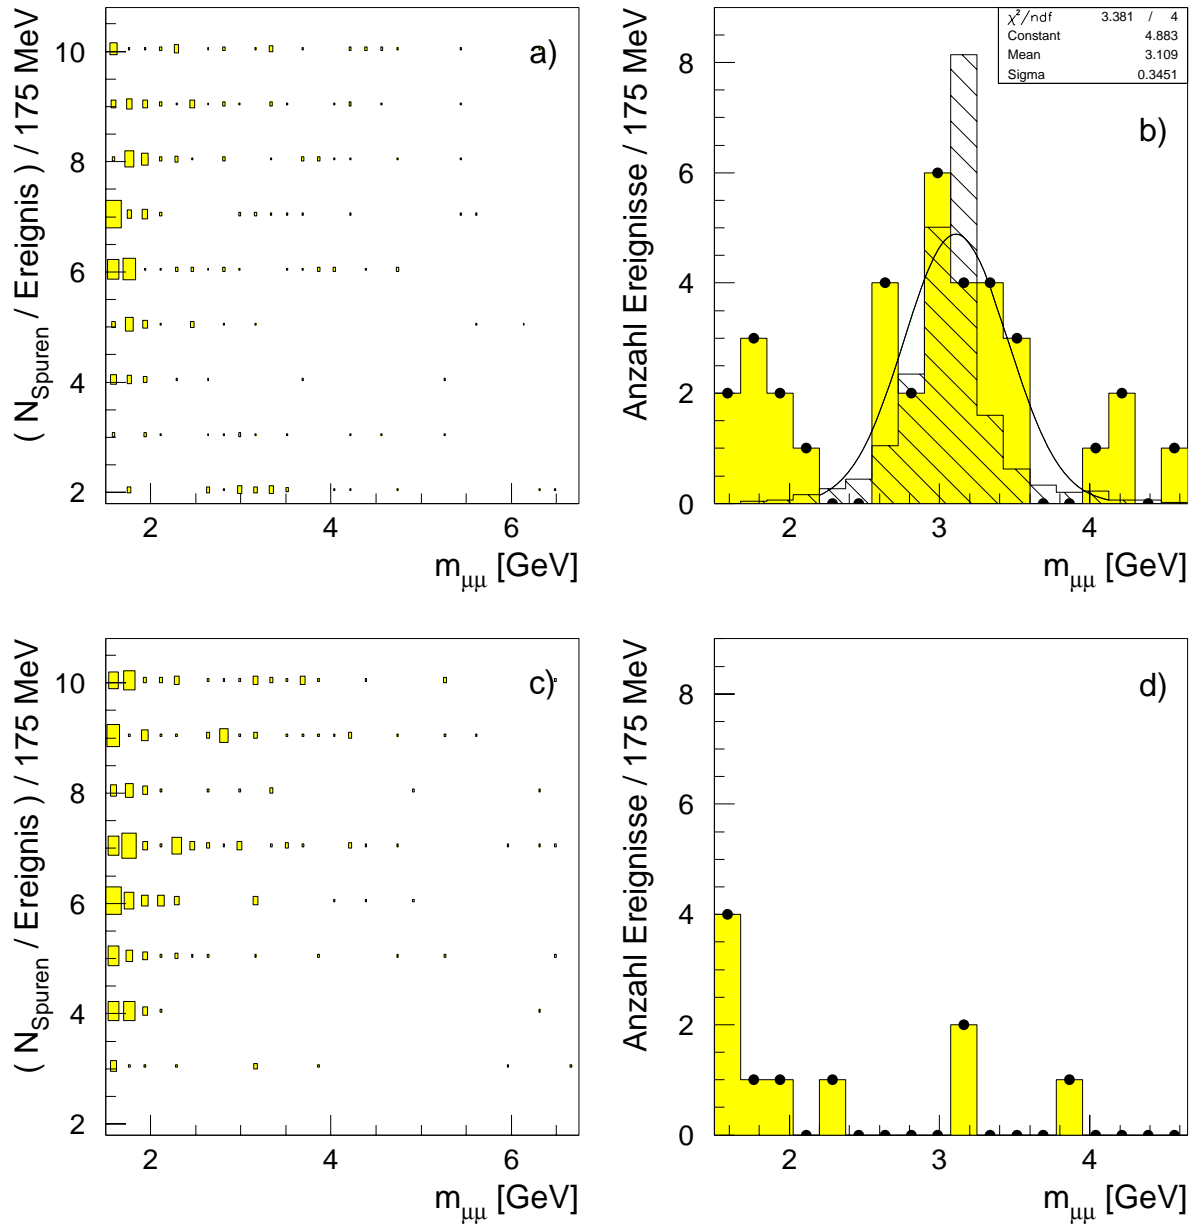 ( N_Spuren / Ereignis ) / 175 MeV
10
8
6
4
2
a)
2
4
6
m_μμ [GeV]
Anzahl Ereignisse / 175 MeV
8
6
4
2
0
χ²/ndf 3.381 / 4
Constant 4.883
Mean 3.109
Sigma 0.3451
b)
2
3
4
m_μμ [GeV]
( N_Spuren / Ereignis ) / 175 MeV
10
8
6
4
2
c)
2
4
6
m_μμ [GeV]
Anzahl Ereignisse / 175 MeV
8
6
4
2
0
d)
2
3
4
m_μμ [GeV]